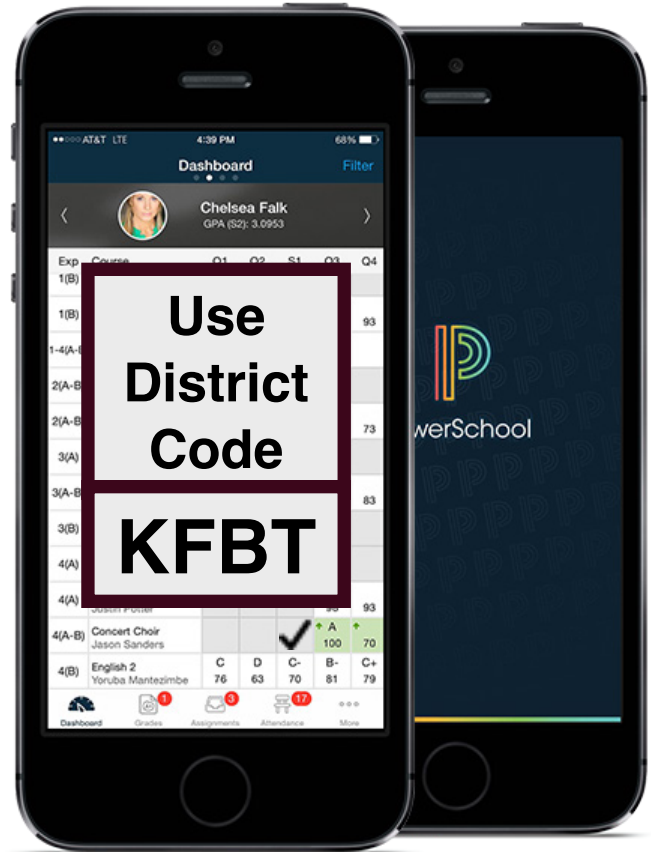 AT&T LTE 4:39 PM 68%
Dashboard Filter
Chelsea Falk
GPA (S2): 3.0953
Exp Course Q1 Q2 S1 Q3 Q4
1(B)
1(B) 93
1-4(A-
2(A-B
2(A-B 73
3(A)
3(A-B 83
3(B)
4(A)
4(A) 93
Justin Potter
Use
District
Code
KFBT
4(A-B) Concert Choir A
Jason Sanders 100 70
4(B) English 2 C D C- B- C+
Yoruba Mantezimbe 76 63 70 81 79
1 3 17
Dashboard Grades Assignments Attendance More
P
werSchool